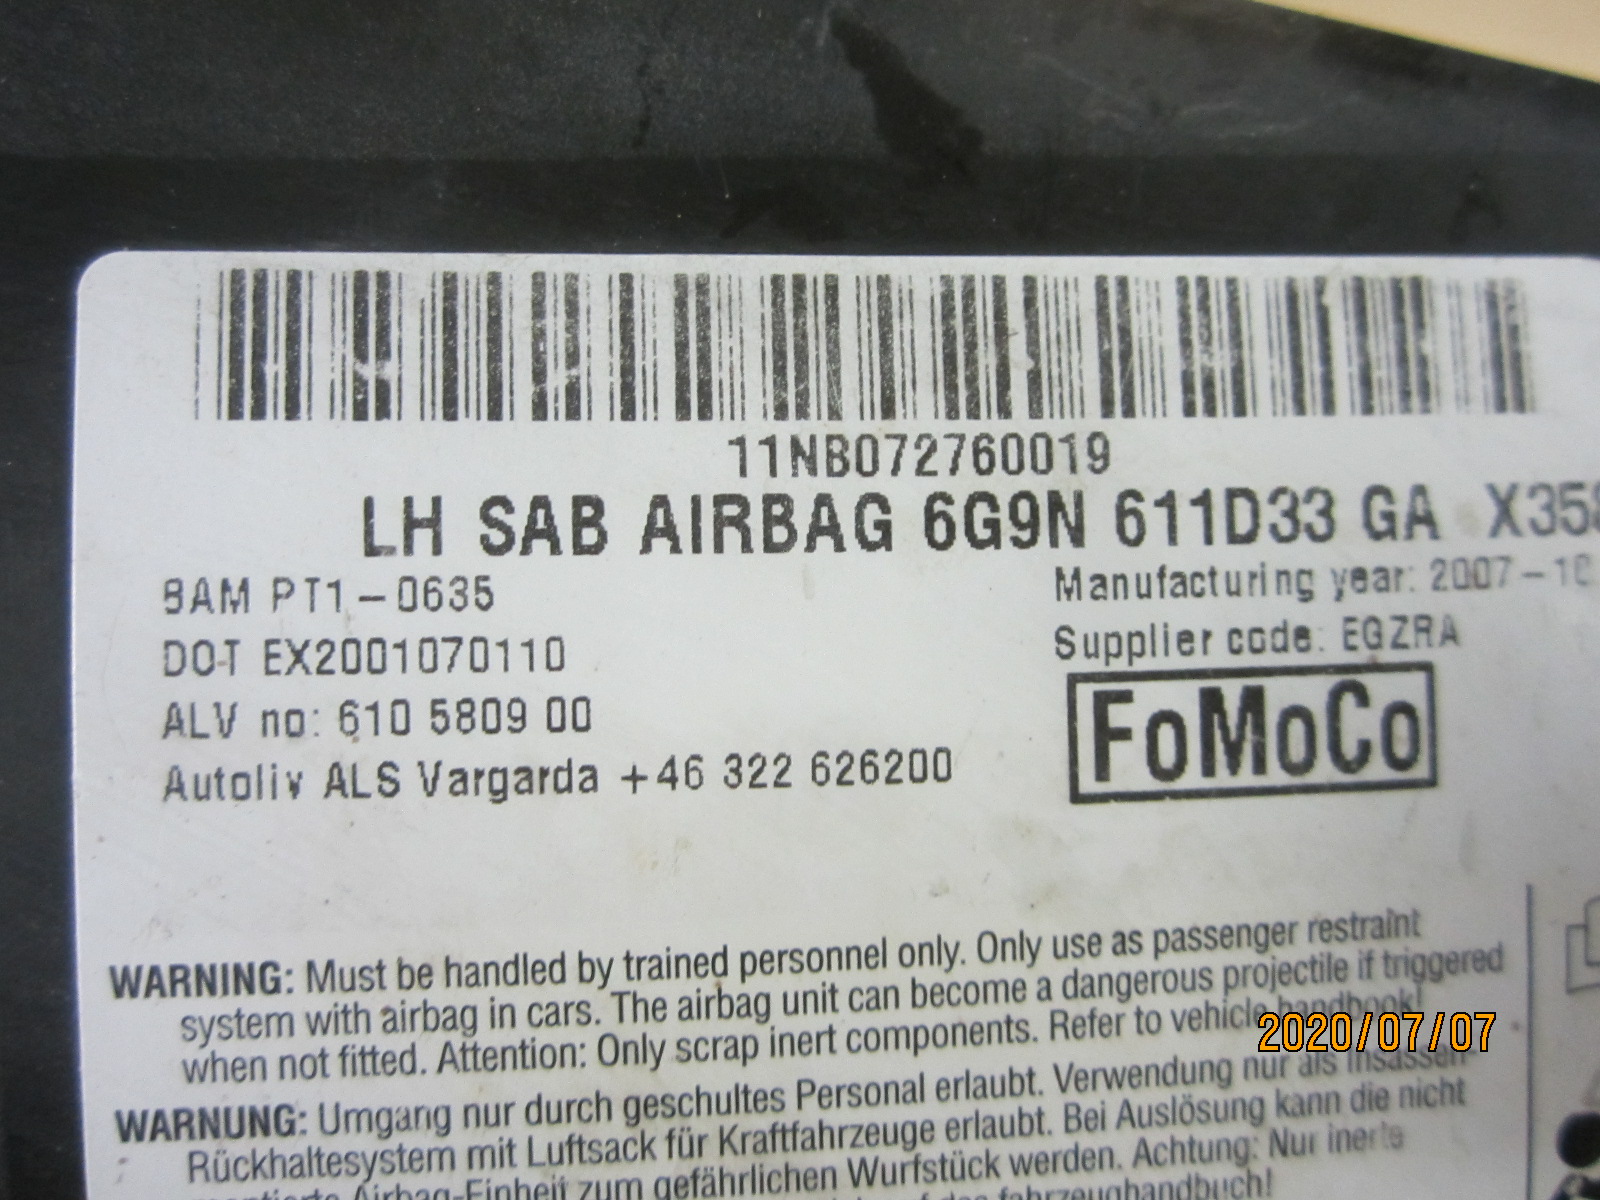 11NB072760019
LH SAB AIRBAG 6G9N 611D33 GA X358
BAM PT1-0635
Manufacturing year: 2007-10
DOT EX2001070110
Supplier code: EGZRA
ALV no: 610 5809 00
FoMoCo
Autoliv ALS Vargarda +46 322 626200
WARNING: Must be handled by trained personnel only. Only use as passenger restraint
system with airbag in cars. The airbag unit can become a dangerous projectile if triggered
when not fitted. Attention: Only scrap inert components. Refer to vehicle handbook!
2020/07/07
WARNUNG: Umgang nur durch geschultes Personal erlaubt. Verwendung nur als Insassen-
Rückhaltesystem mit Luftsack für Kraftfahrzeuge erlaubt. Bei Auslösung kann die nicht
montierte Airbag-Einheit zum gefährlichen Wurfstück werden. Achtung: Nur inerte
fahrzeughandbuch!